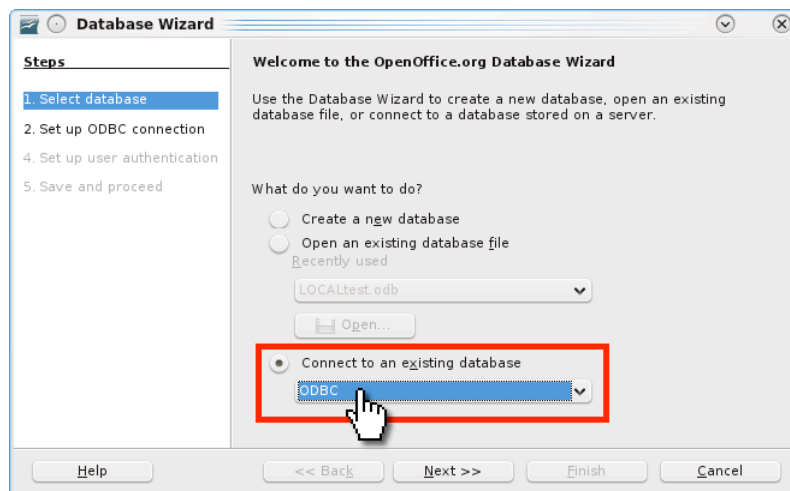 Database Wizard
Steps
1. Select database
2. Set up ODBC connection
4. Set up user authentication
5. Save and proceed
Welcome to the OpenOffice.org Database Wizard
Use the Database Wizard to create a new database, open an existing
database file, or connect to a database stored on a server.
What do you want to do?
Create a new database
Open an existing database file
Recently used
LOCALtest.odb
Open...
Connect to an existing database
ODBC
Help
<< Back
Next >>
Finish
Cancel